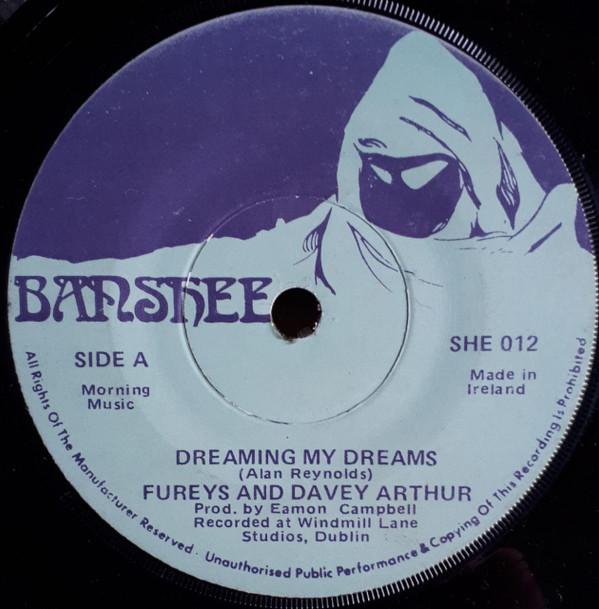 BANSHEE
SIDE A
Morning
Music
SHE 012
Made in
Ireland
DREAMING MY DREAMS
(Alan Reynolds)
FUREYS AND DAVEY ARTHUR
Prod. by Eamon Campbell
Recorded at Windmill Lane
Studios, Dublin
All Rights Of The Manufacturer Reserved · Unauthorised Public Performance & Copying Of This Recording is Prohibited